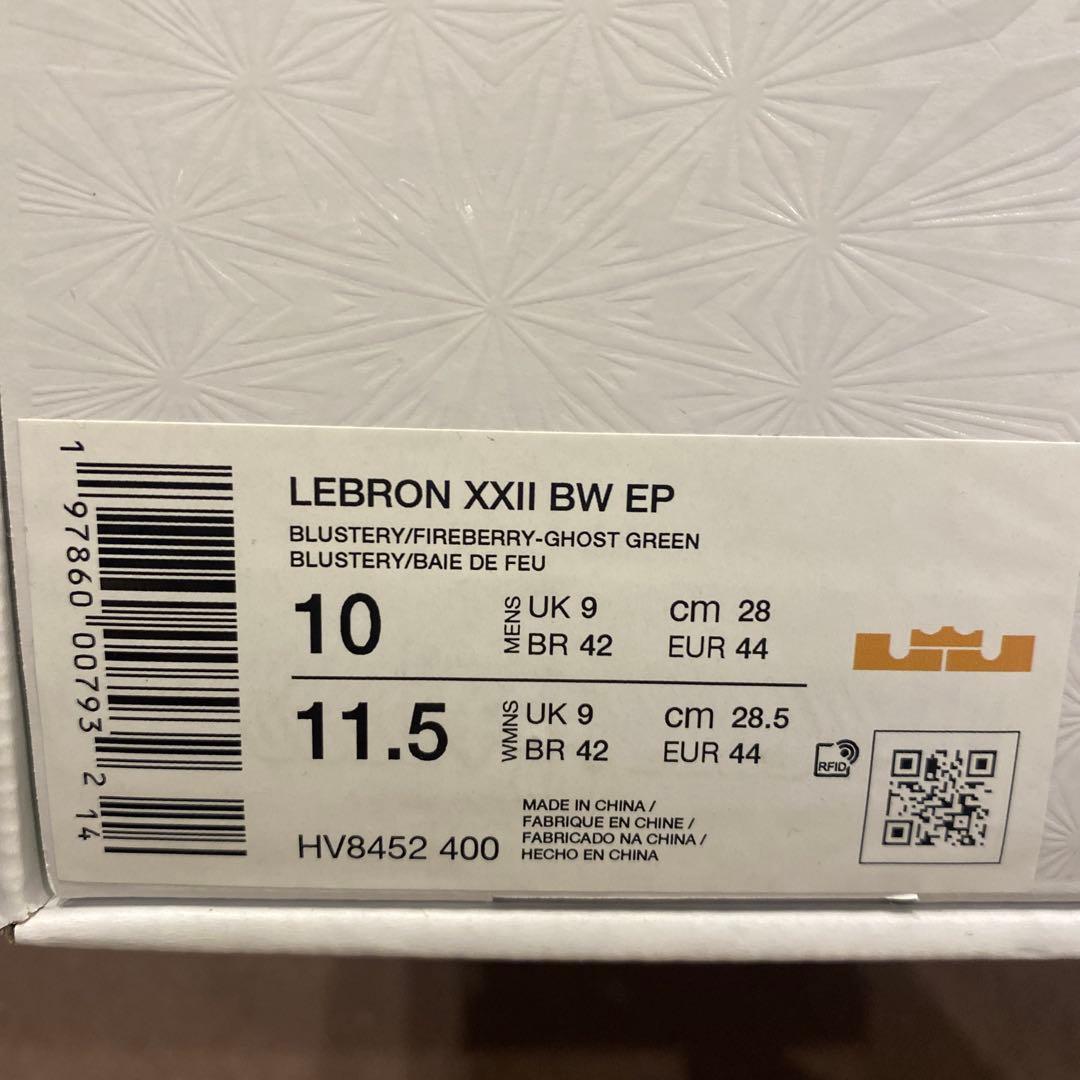 LEBRON XXII BW EP
BLUSTERY/FIREBERRY-GHOST GREEN
BLUSTERY/BAIE DE FEU
10 MENS UK 9 cm 28
BR 42 EUR 44
11.5 WMNS UK 9 cm 28.5
BR 42 EUR 44
RFID
HV8452 400
MADE IN CHINA /
FABRIQUE EN CHINE /
FABRICADO NA CHINA /
HECHO EN CHINA
1 97860 00793 2 14